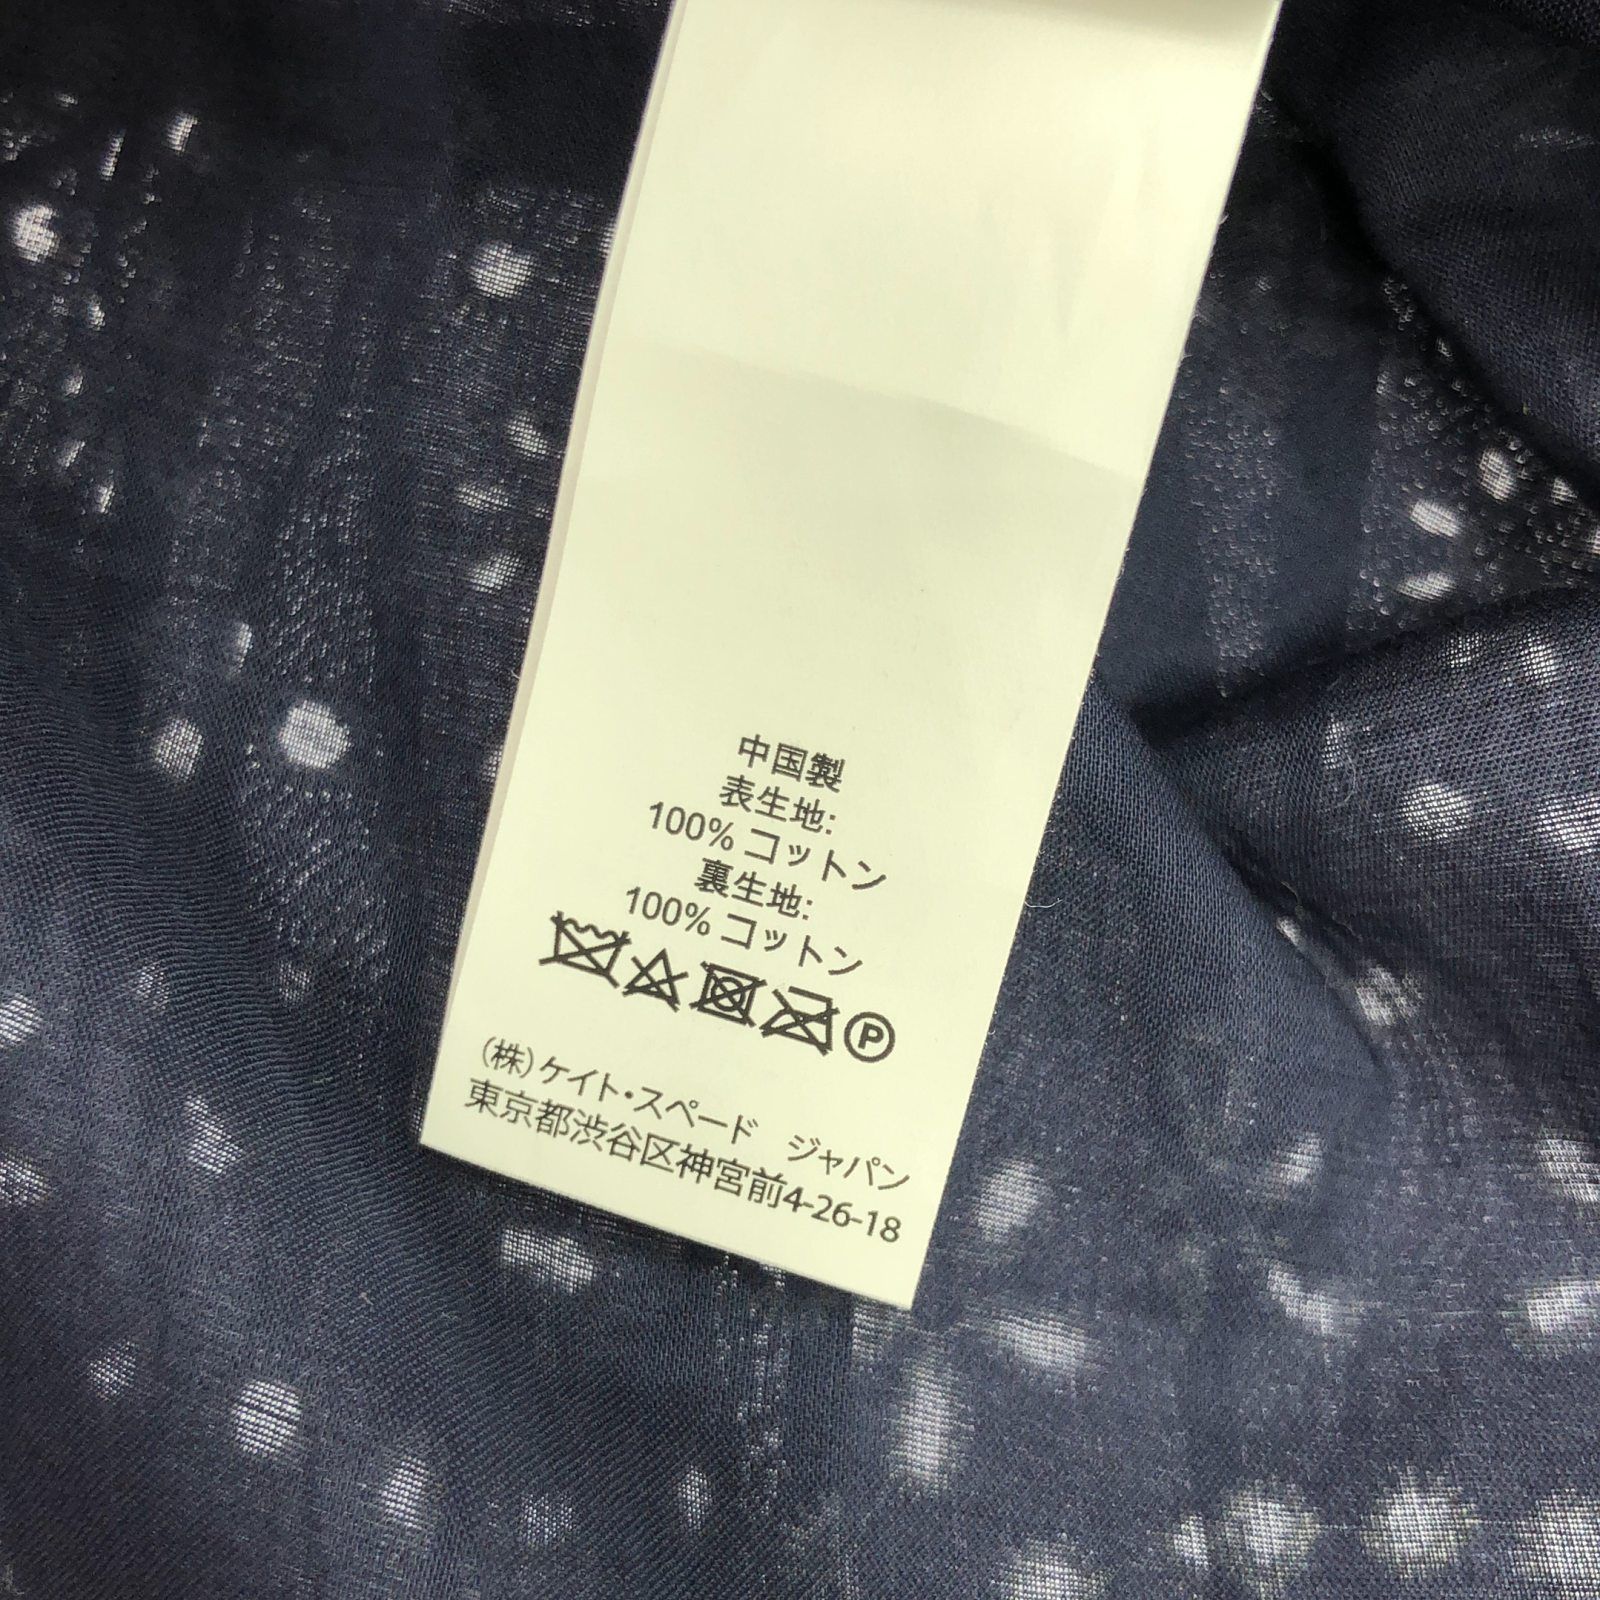 中国製
表生地:
100% コットン
裏生地:
100% コットン
P
(株)ケイト・スペード ジャパン
東京都渋谷区神宮前4-26-18